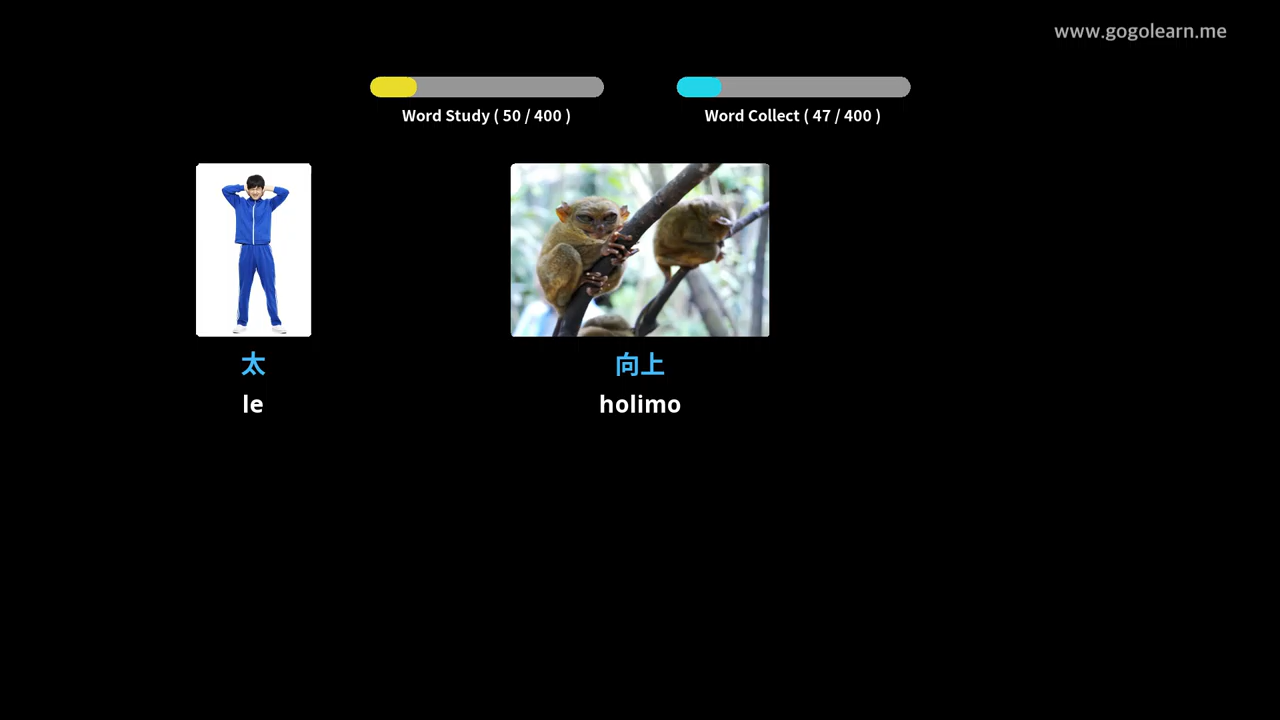 www.gogolearn.me
Word Study ( 50 / 400 )
Word Collect ( 47 / 400 )
太
le
向上
holimo